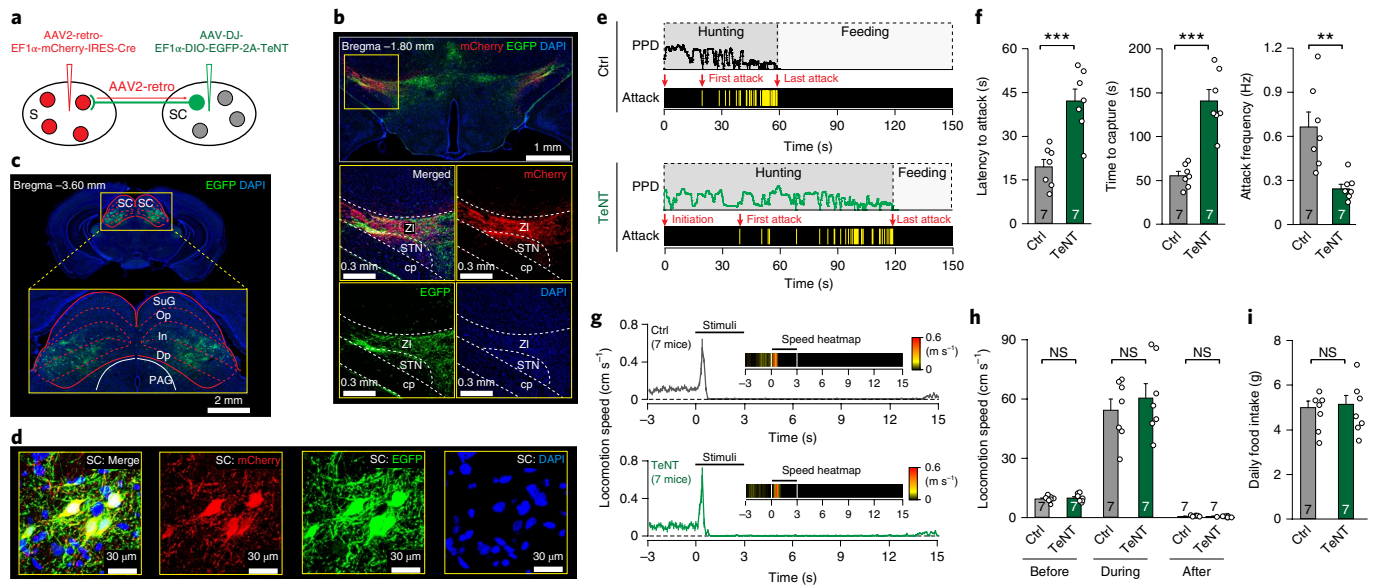 a
AAV2-retro-
EF1α-mCherry-IRES-Cre
AAV-DJ-
EF1α-DIO-EGFP-2A-TeNT
AAV2-retro
S
SC
b
Bregma –1.80 mm
mCherry EGFP DAPI
1 mm
Merged
ZI
STN
cp
0.3 mm
mCherry
ZI
STN
cp
0.3 mm
EGFP
ZI
STN
cp
0.3 mm
DAPI
ZI
STN
cp
0.3 mm
c
Bregma –3.60 mm
EGFP DAPI
SC SC
SuG
Op
In
Dp
PAG
2 mm
d
SC: Merge
30 μm
SC: mCherry
30 μm
SC: EGFP
30 μm
SC: DAPI
30 μm
e
Ctrl
PPD
Hunting
Feeding
First attack
Last attack
Attack
0 30 60 90 120 150
Time (s)
TeNT
PPD
Hunting
Feeding
Initiation
First attack
Last attack
Attack
0 30 60 90 120 150
Time (s)
f
Latency to attack (s)
60
45
30
15
0
***
7
7
Ctrl
TeNT
Time to capture (s)
200
150
100
50
0
***
7
7
Ctrl
TeNT
Attack frequency (Hz)
1.2
0.9
0.6
0.3
0
**
7
7
Ctrl
TeNT
g
Locomotion speed (cm s⁻¹)
0.8
0.4
0
Ctrl
(7 mice)
Stimuli
Speed heatmap
0.6
(m s⁻¹)
0
–3 0 3 6 9 12 15
–3 0 3 6 9 12 15
Time (s)
0.8
0.4
0
TeNT
(7 mice)
Stimuli
Speed heatmap
0.6
(m s⁻¹)
0
–3 0 3 6 9 12 15
–3 0 3 6 9 12 15
Time (s)
h
Locomotion speed (cm s⁻¹)
90
60
30
0
NS
NS
NS
7
7
7
7
7
7
Ctrl
TeNT
Ctrl
TeNT
Ctrl
TeNT
Before
During
After
i
Daily food intake (g)
8
6
4
2
0
NS
7
7
Ctrl
TeNT